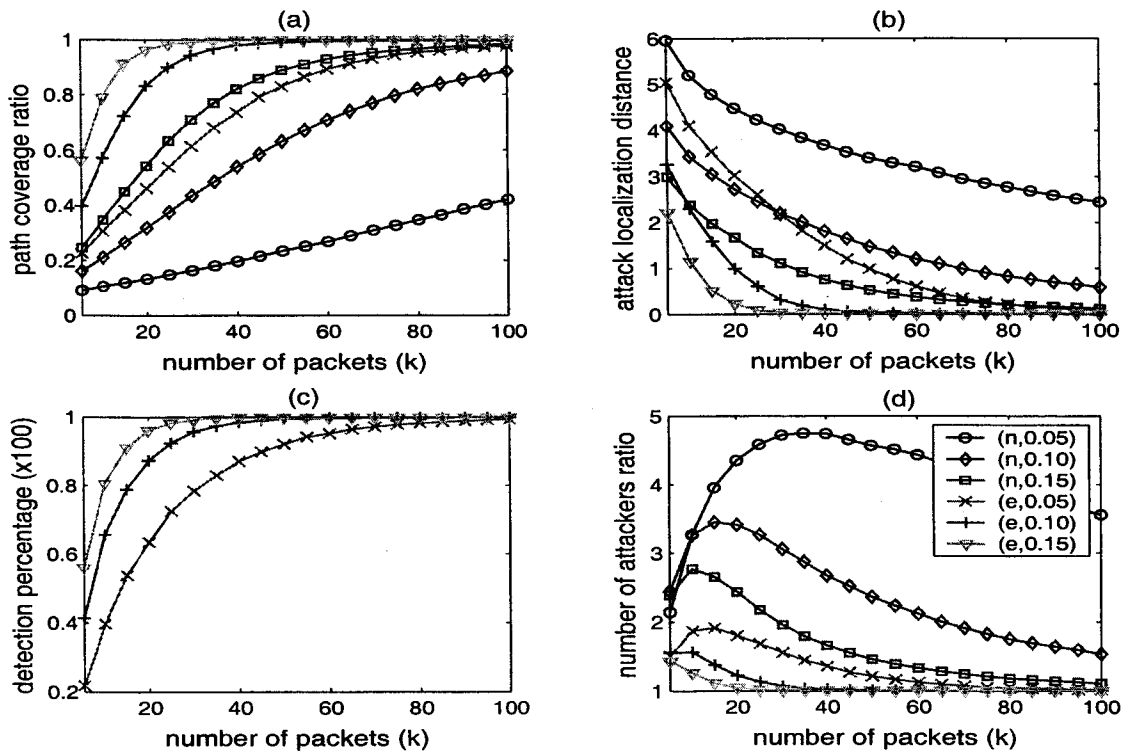 (a)
1
0.8
0.6
0.4
0.2
0
20 40 60 80 100
path coverage ratio
number of packets (k)
(b)
6
5
4
3
2
1
0
20 40 60 80 100
attack localization distance
number of packets (k)
(c)
1
0.8
0.6
0.4
0.2
20 40 60 80 100
detection percentage (x100)
number of packets (k)
(d)
5
4
3
2
1
20 40 60 80 100
number of attackers ratio
number of packets (k)
(n,0.05)
(n,0.10)
(n,0.15)
(e,0.05)
(e,0.10)
(e,0.15)